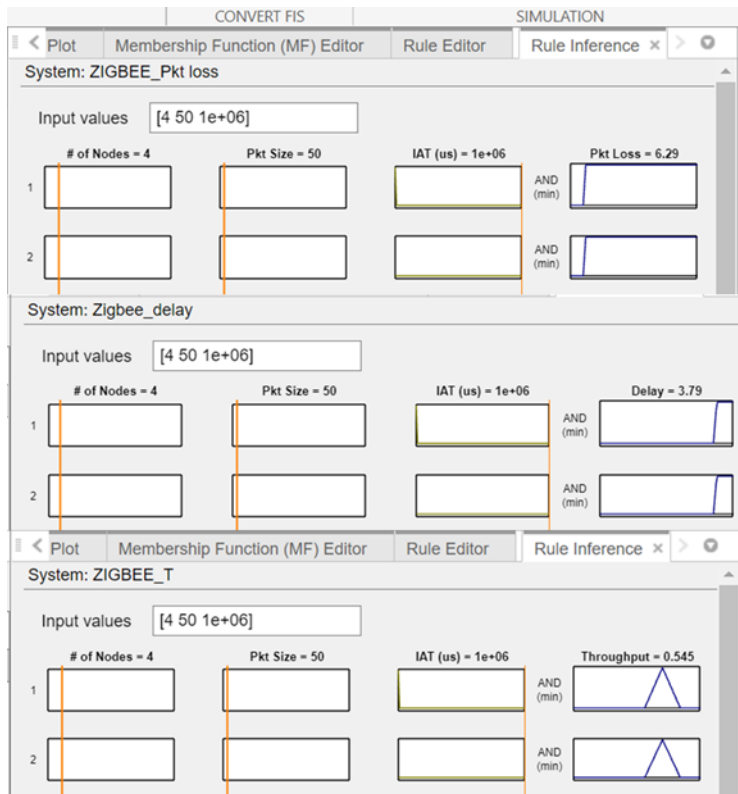 CONVERT FIS SIMULATION
Plot Membership Function (MF) Editor Rule Editor Rule Inference ×
System: ZIGBEE_Pkt loss
Input values [4 50 1e+06]
# of Nodes = 4 Pkt Size = 50 IAT (us) = 1e+06 Pkt Loss = 6.29
1 AND
(min)
2 AND
(min)
System: Zigbee_delay
Input values [4 50 1e+06]
# of Nodes = 4 Pkt Size = 50 IAT (us) = 1e+06 Delay = 3.79
1 AND
(min)
2 AND
(min)
Plot Membership Function (MF) Editor Rule Editor Rule Inference ×
System: ZIGBEE_T
Input values [4 50 1e+06]
# of Nodes = 4 Pkt Size = 50 IAT (us) = 1e+06 Throughput = 0.545
1 AND
(min)
2 AND
(min)